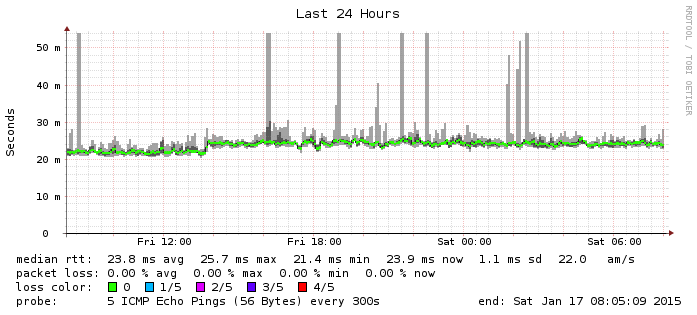 Last 24 Hours
RRDTOOL / TOBI OETIKER
Seconds
50 m
40 m
30 m
20 m
10 m
0
Fri 12:00 Fri 18:00 Sat 00:00 Sat 06:00
median rtt: 23.8 ms avg 25.7 ms max 21.4 ms min 23.9 ms now 1.1 ms sd 22.0 am/s
packet loss: 0.00 % avg 0.00 % max 0.00 % min 0.00 % now
loss color: 0 1/5 2/5 3/5 4/5
probe: 5 ICMP Echo Pings (56 Bytes) every 300s end: Sat Jan 17 08:05:09 2015